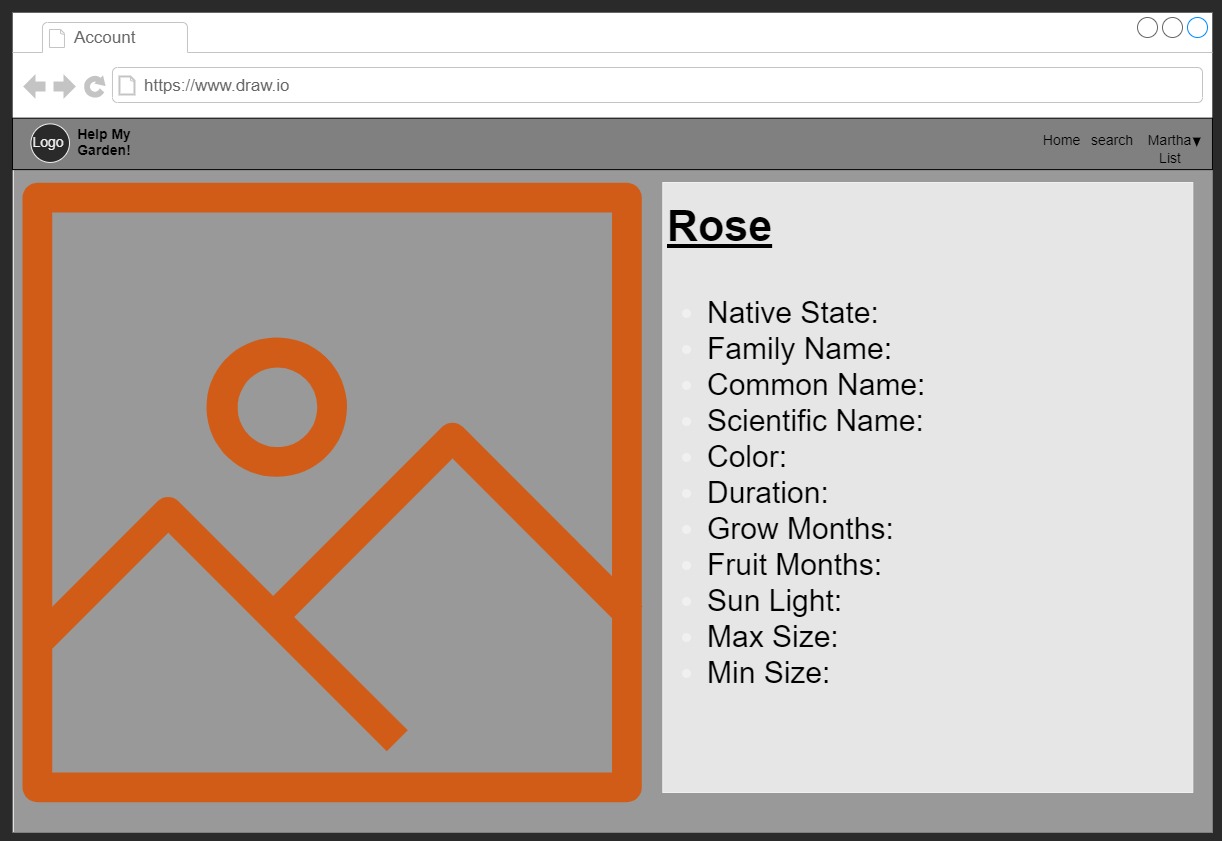 Account
https://www.draw.io
Logo
Help My
Garden!
Home search Martha▼
List
Rose
Native State:
Family Name:
Common Name:
Scientific Name:
Color:
Duration:
Grow Months:
Fruit Months:
Sun Light:
Max Size:
Min Size: